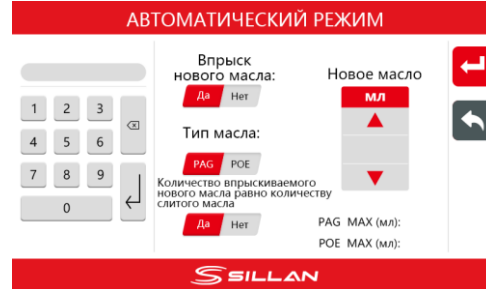 АВТОМАТИЧЕСКИЙ РЕЖИМ
1 2 3
4 5 6
7 8 9
0
Впрыск
нового масла:
Да Нет
Тип масла:
PAG POE
Количество впрыскиваемого
нового масла равно количеству
слитого масла
Да Нет
Новое масло
МЛ
PAG MAX (мл):
POE MAX (мл):
SILLAN